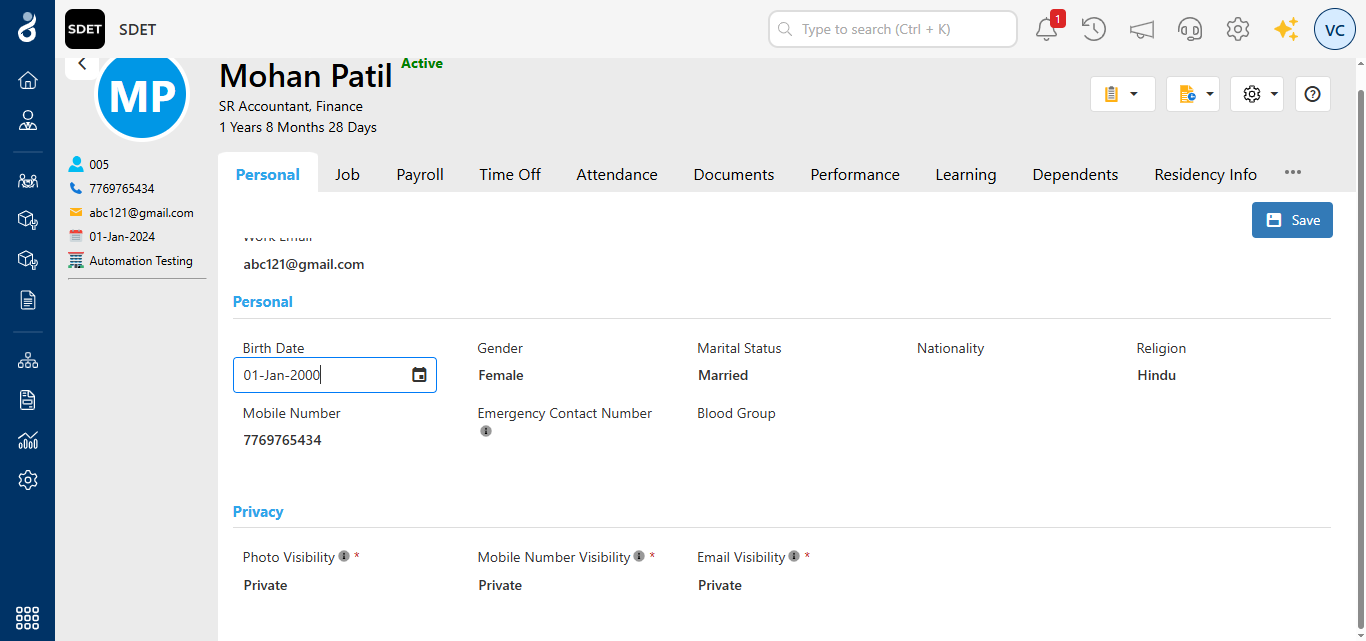 SDET
SDET
Type to search (Ctrl + K)
1
VC
MP
Mohan Patil
Active
SR Accountant, Finance
1 Years 8 Months 28 Days
005
7769765434
abc121@gmail.com
01-Jan-2024
Automation Testing
Personal
Job
Payroll
Time Off
Attendance
Documents
Performance
Learning
Dependents
Residency Info
Save
Work Email
abc121@gmail.com
Personal
Birth Date
Gender
Marital Status
Nationality
Religion
01-Jan-2000
Female
Married
Hindu
Mobile Number
Emergency Contact Number
Blood Group
7769765434
Privacy
Photo Visibility *
Mobile Number Visibility *
Email Visibility *
Private
Private
Private